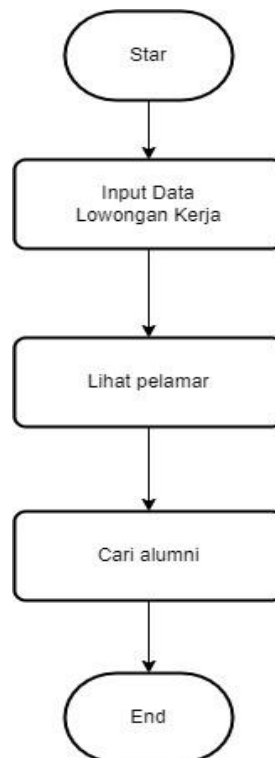 Star
Input Data
Lowongan Kerja
Lihat pelamar
Cari alumni
End